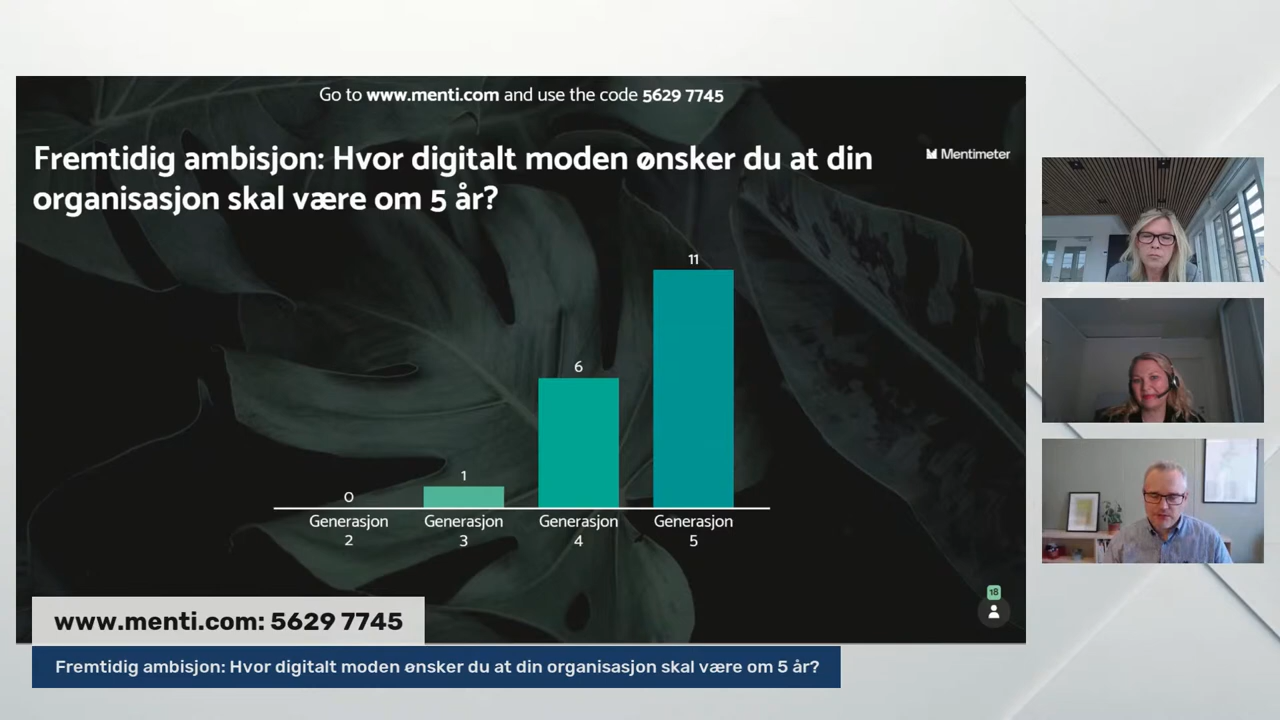 Go to www.menti.com and use the code 5629 7745
Fremtidig ambisjon: Hvor digitalt moden ønsker du at din
organisasjon skal være om 5 år?
Mentimeter
0
1
6
11
Generasjon
2
Generasjon
3
Generasjon
4
Generasjon
5
18
www.menti.com: 5629 7745
Fremtidig ambisjon: Hvor digitalt moden ønsker du at din organisasjon skal være om 5 år?